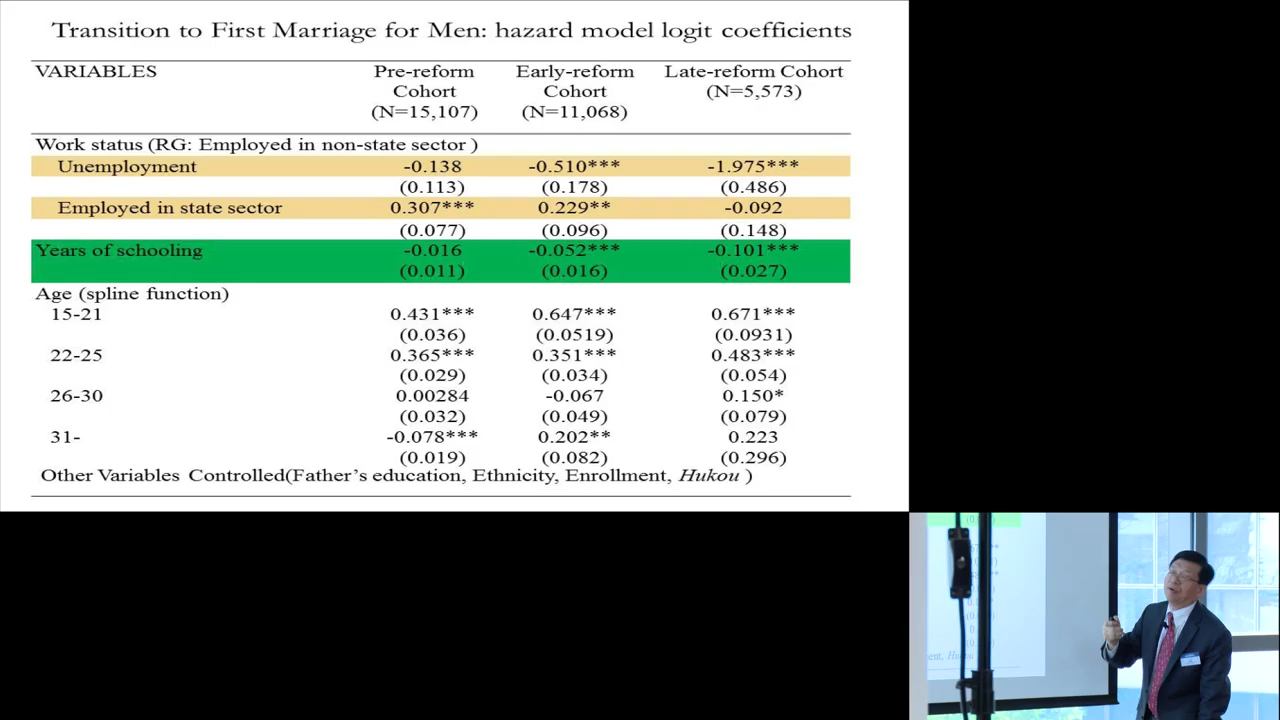 Transition to First Marriage for Men: hazard model logit coefficients
VARIABLES Pre-reform Cohort (N=15,107) Early-reform Cohort (N=11,068) Late-reform Cohort (N=5,573)
Work status (RG: Employed in non-state sector )
Unemployment -0.138 -0.510*** -1.975***
(0.113) (0.178) (0.486)
Employed in state sector 0.307*** 0.229** -0.092
(0.077) (0.096) (0.148)
Years of schooling -0.016 -0.052*** -0.101***
(0.011) (0.016) (0.027)
Age (spline function)
15-21 0.431*** 0.647*** 0.671***
(0.036) (0.0519) (0.0931)
22-25 0.365*** 0.351*** 0.483***
(0.029) (0.034) (0.054)
26-30 0.00284 -0.067 0.150*
(0.032) (0.049) (0.079)
31- -0.078*** 0.202** 0.223
(0.019) (0.082) (0.296)
Other Variables Controlled(Father's education, Ethnicity, Enrollment, Hukou )